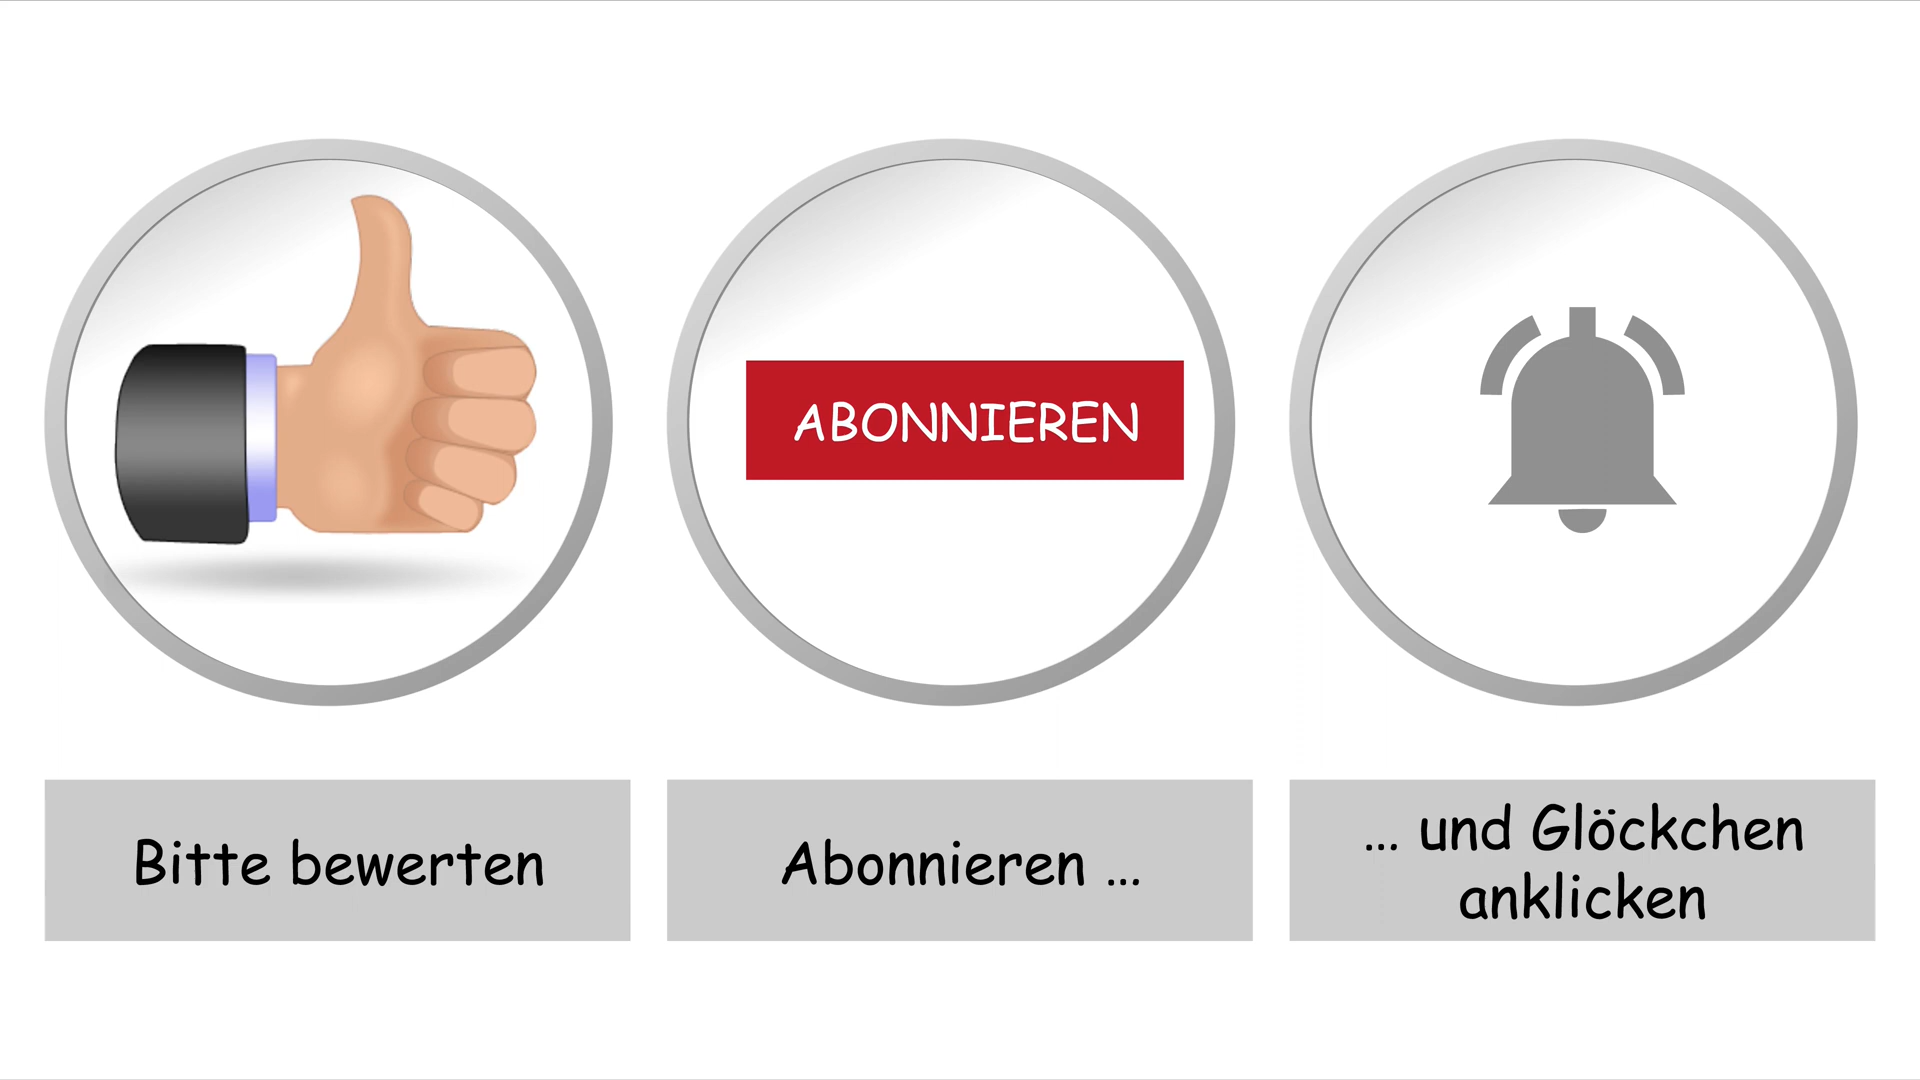 ABONNIEREN
Bitte bewerten
Abonnieren ...
... und Glöckchen
anklicken